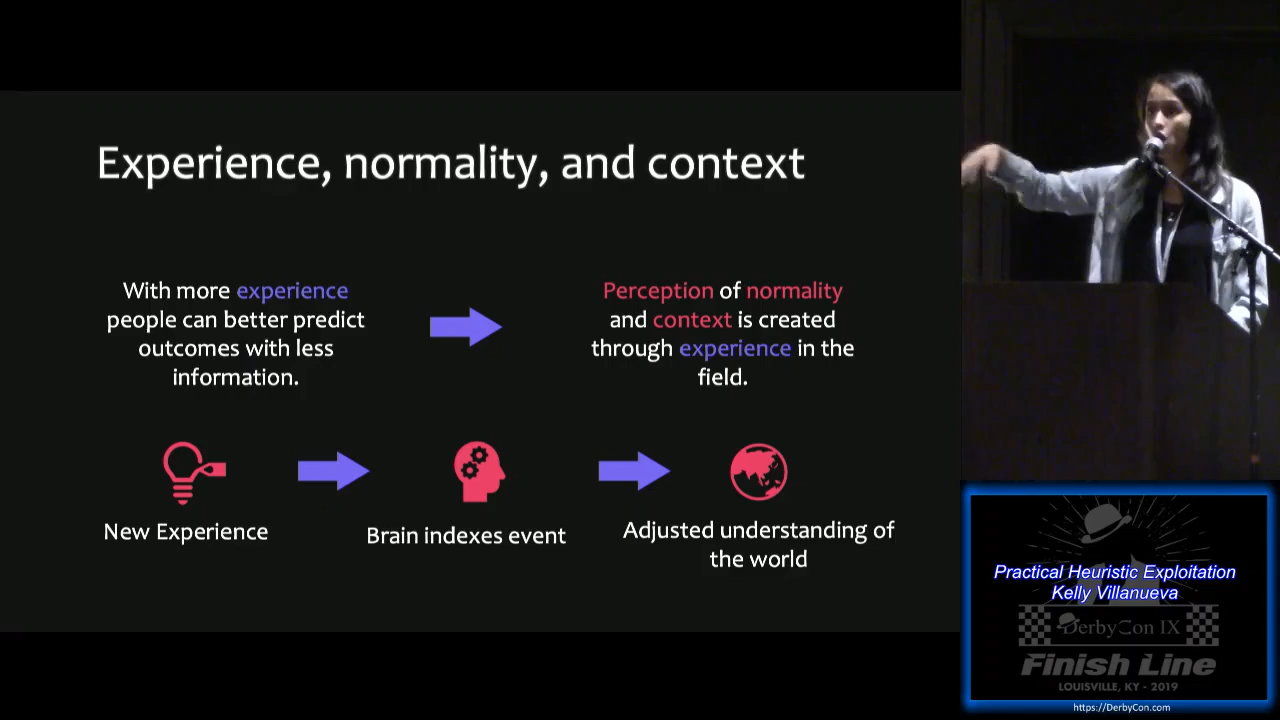 Experience, normality, and context
With more experience
people can better predict
outcomes with less
information.
Perception of normality
and context is created
through experience in the
field.
New Experience
Brain indexes event
Adjusted understanding of
the world
Practical Heuristic Exploitation
Kelly Villanueva
DerbyCon IX
Finish Line
LOUISVILLE, KY - 2019
https://DerbyCon.com